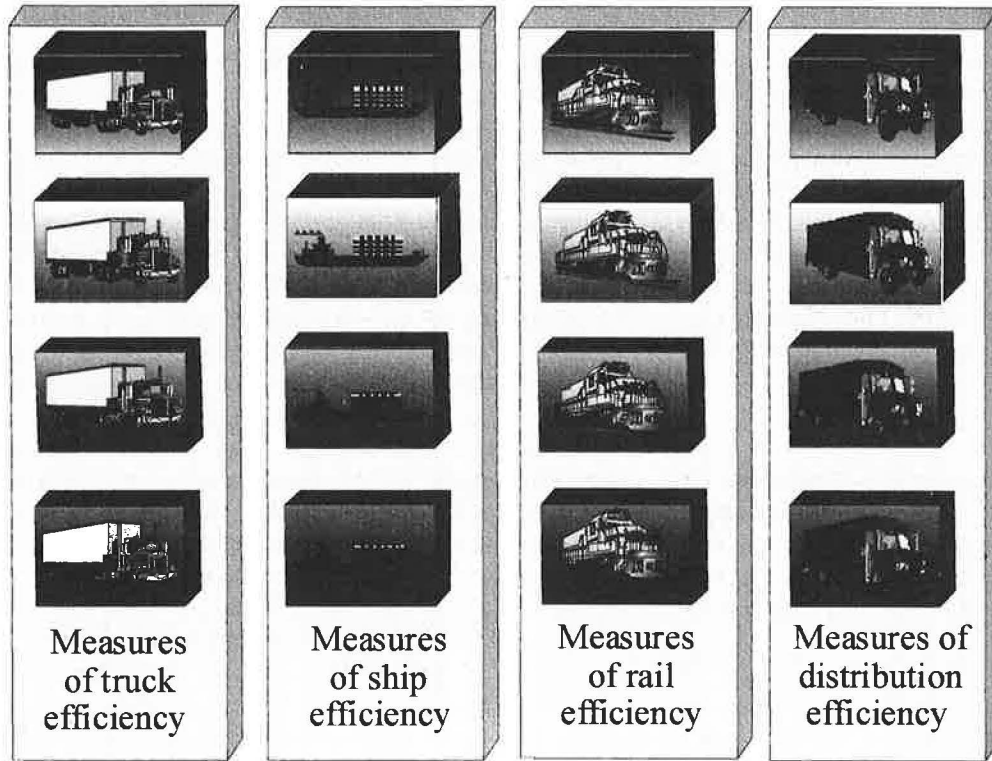 Measures
of truck
efficiency
Measures
of ship
efficiency
Measures
of rail
efficiency
Measures of
distribution
efficiency